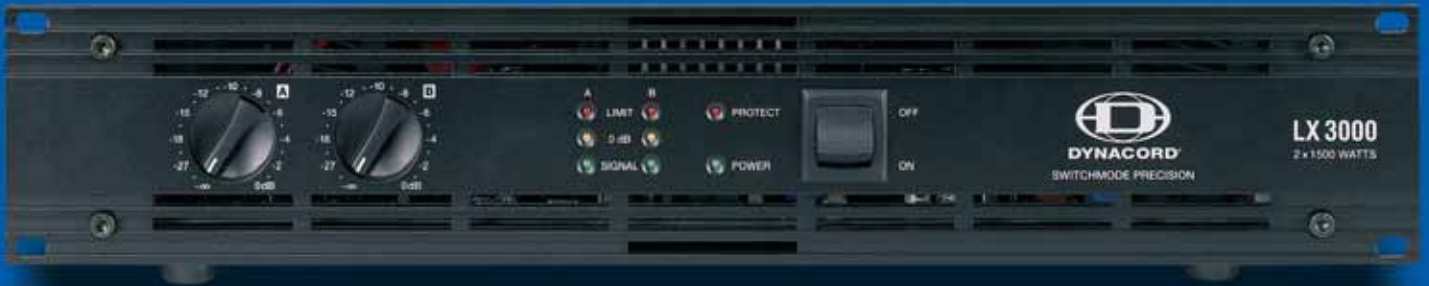 -10
-12
-8
A
-15
-6
-18
-4
-27
-2
-∞
0dB
-10
-12
-8
B
-15
-6
-18
-4
-27
-2
-∞
0dB
A
B
LIMIT
0 dB
SIGNAL
PROTECT
POWER
OFF
ON
D
DYNACORD
SWITCHMODE PRECISION
LX 3000
2 x 1500 WATTS